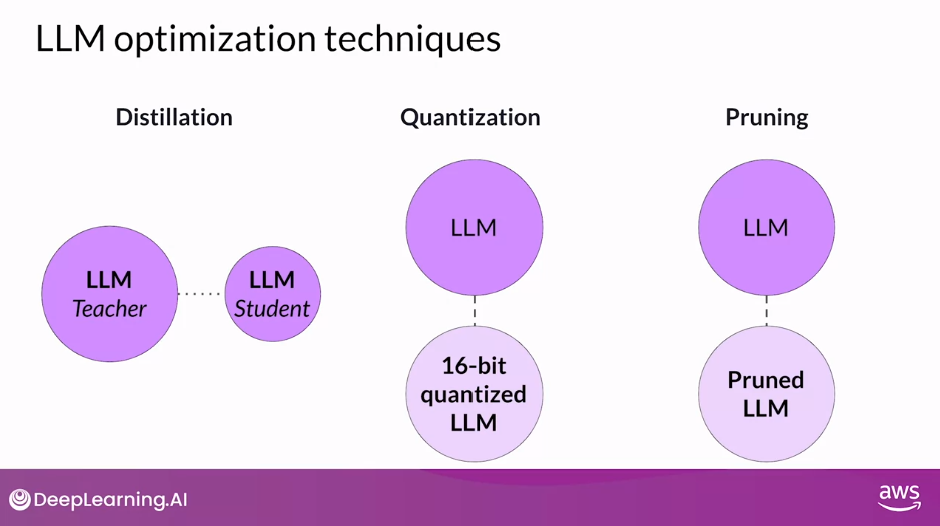 LLM optimization techniques
Distillation
Quantization
Pruning
LLM
Teacher
LLM
Student
LLM
16-bit
quantized
LLM
LLM
Pruned
LLM
DeepLearning.AI
aws